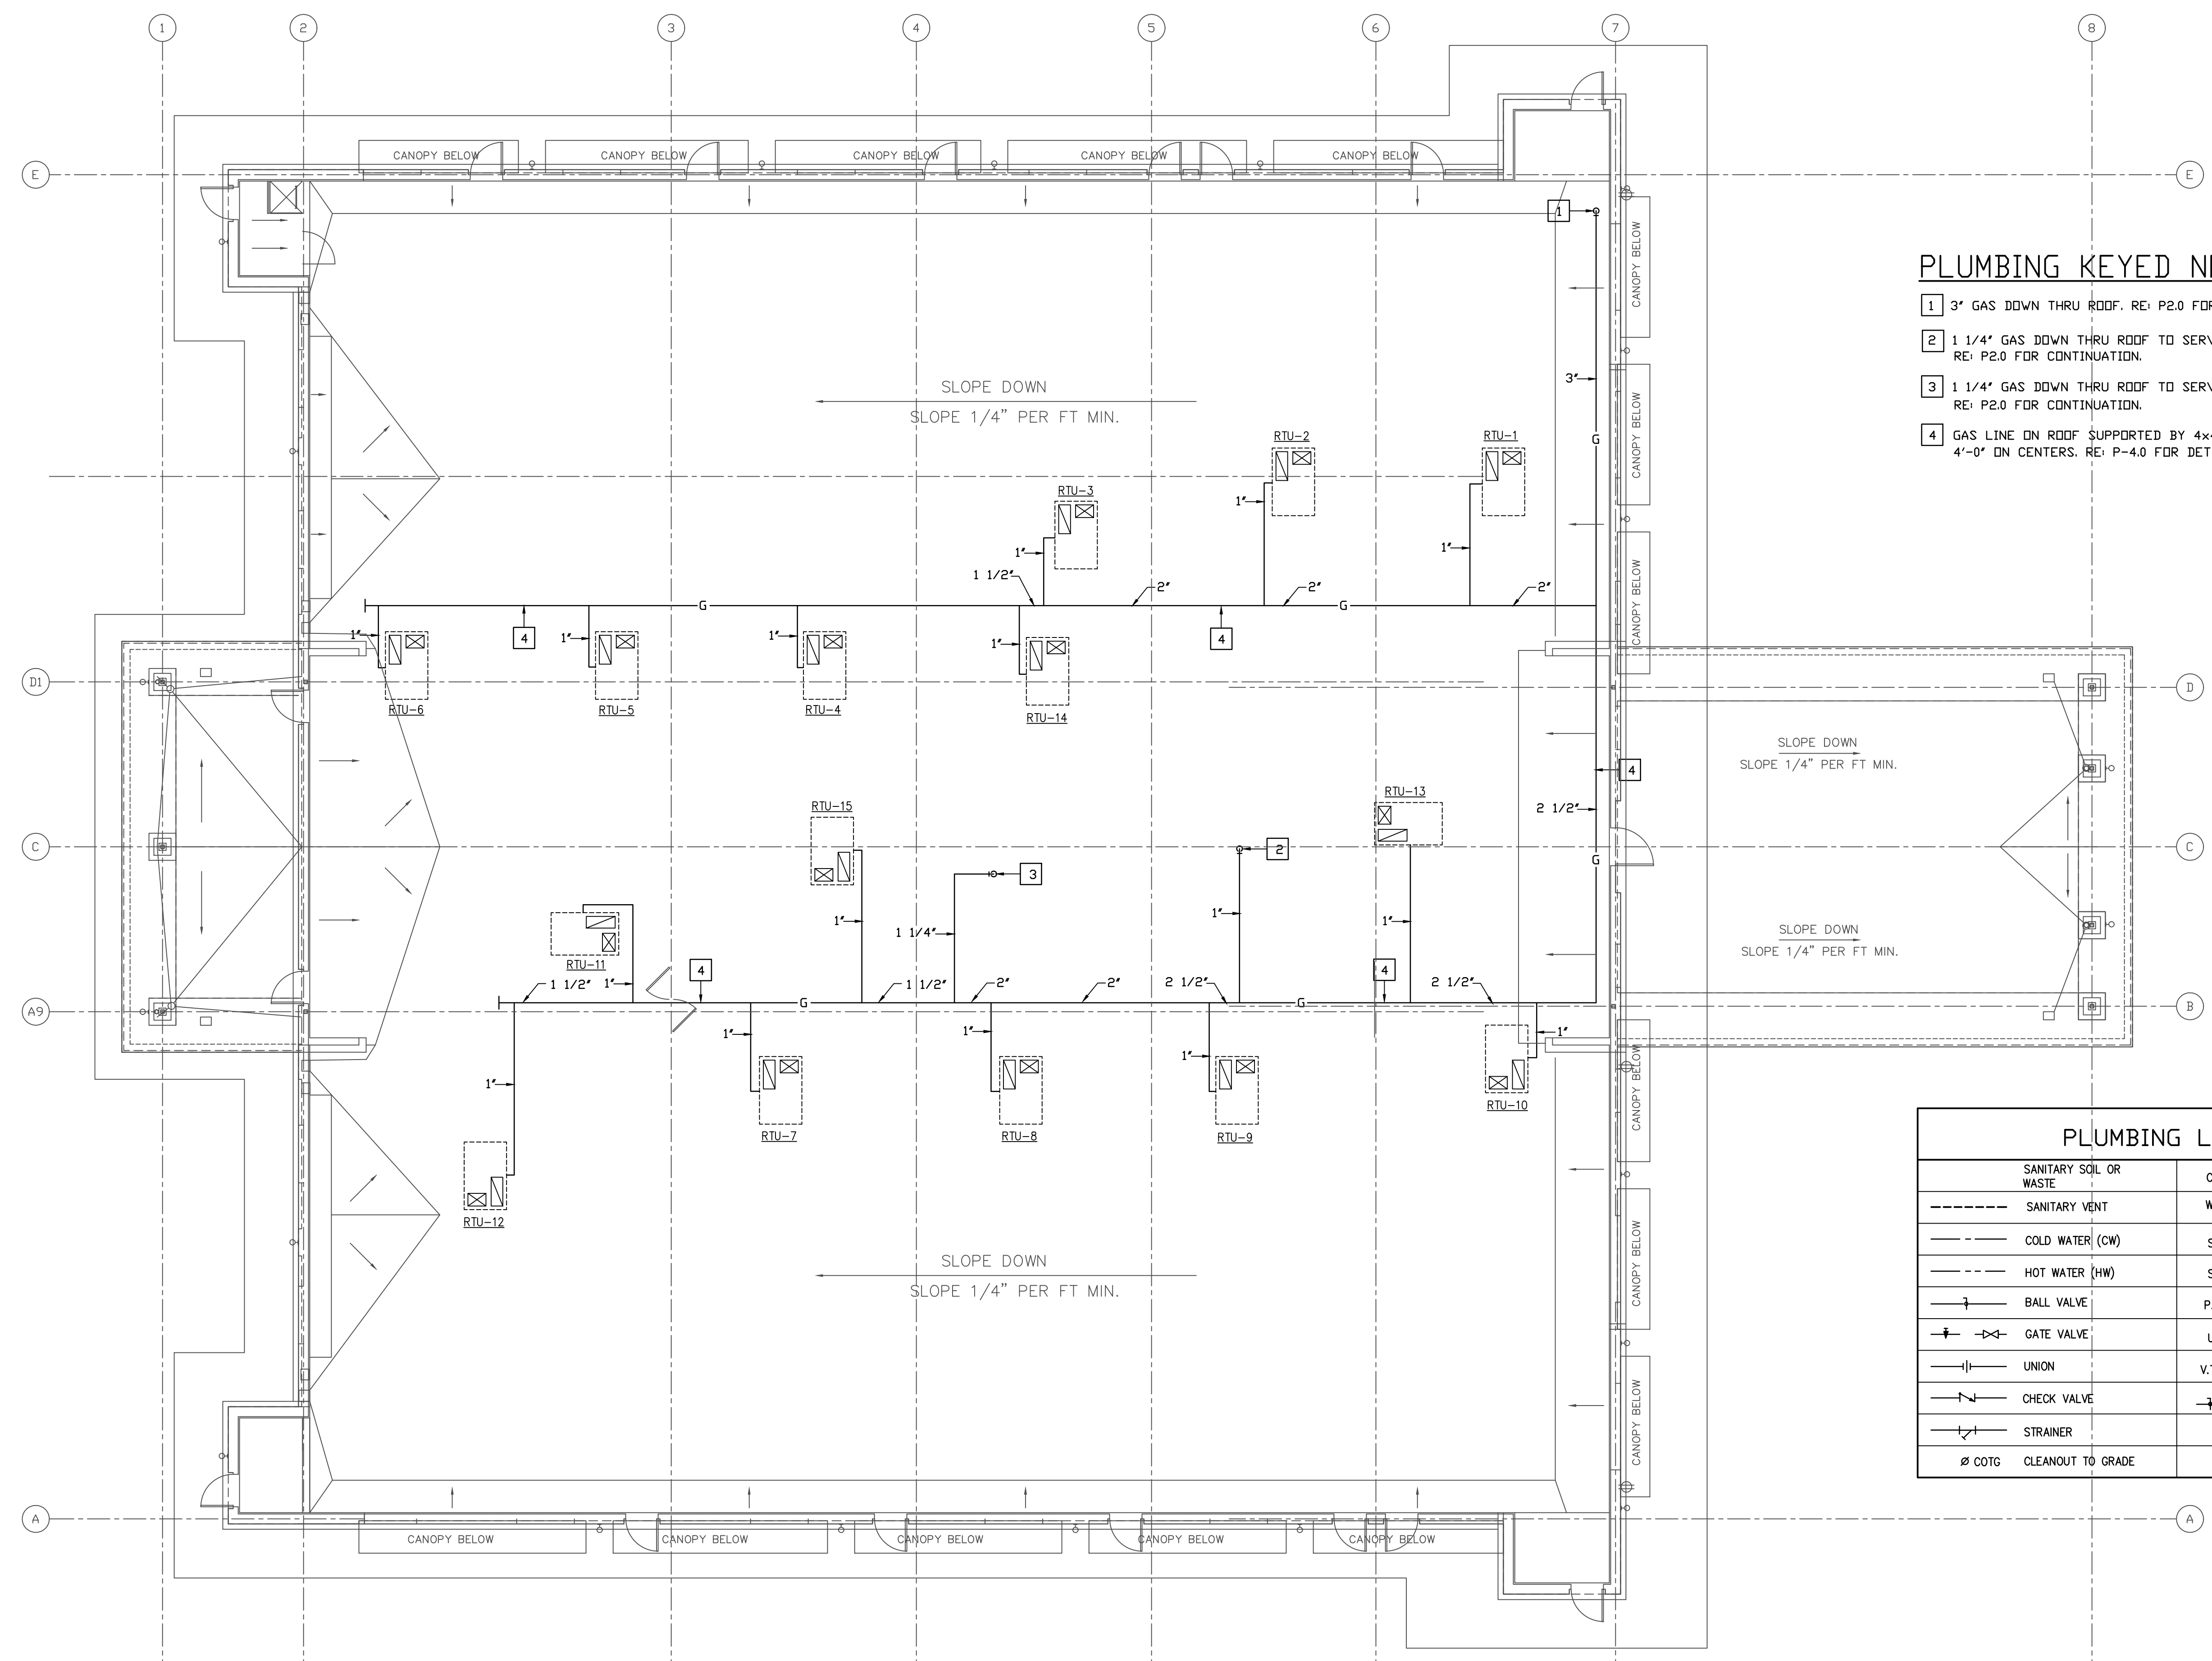 1
2
3
4
5
6
7
8
CANOPY BELOW
CANOPY BELOW
CANOPY BELOW
CANOPY BELOW
CANOPY BELOW
E
E
1
CANOPY BELOW
PLUMBING KEYED
1 3" GAS DOWN THRU ROOF. RE: P2.0 FOR
2 1 1/4" GAS DOWN THRU ROOF TO
RE: P2.0 FOR CONTINUATION.
3 1 1/4" GAS DOWN THRU ROOF TO
RE: P2.0 FOR CONTINUATION.
4 GAS LINE ON ROOF SUPPORTED BY
4'-0" ON CENTERS. RE: P-4.0 FOR
SLOPE DOWN
SLOPE 1/4" PER FT MIN.
3"
CANOPY BELOW
G
RTU-2
RTU-1
RTU-3
1"
1"
1"
1 1/2"
2"
2"
2"
CANOPY BELOW
G
G
1"
4
1"
1"
1"
4
D1
D
RTU-6
RTU-5
RTU-4
RTU-14
SLOPE DOWN
SLOPE 1/4" PER FT MIN.
4
RTU-15
RTU-13
2 1/2"
C
C
2
G
3
1"
1 1/4"
1"
1"
SLOPE DOWN
SLOPE 1/4" PER FT MIN.
RTU-11
4
4
1 1/2"
1"
1 1/2"
2"
2"
2 1/2"
2 1/2"
G
G
A9
B
1"
1"
1"
1"
1"
CANOPY BELOW
RTU-10
RTU-7
RTU-8
RTU-9
RTU-12
PLUMBING L
SANITARY SOIL OR
WASTE
SANITARY VENT
COLD WATER (CW)
HOT WATER (HW)
BALL VALVE
GATE VALVE
UNION
V.
CHECK VALVE
STRAINER
Ø COTG CLEANOUT TO GRADE
CANOPY BELOW
SLOPE DOWN
SLOPE 1/4" PER FT MIN.
CANOPY BELOW
A
A
CANOPY BELOW
CANOPY BELOW
CANOPY BELOW
CANOPY BELOW
CANOPY BELOW